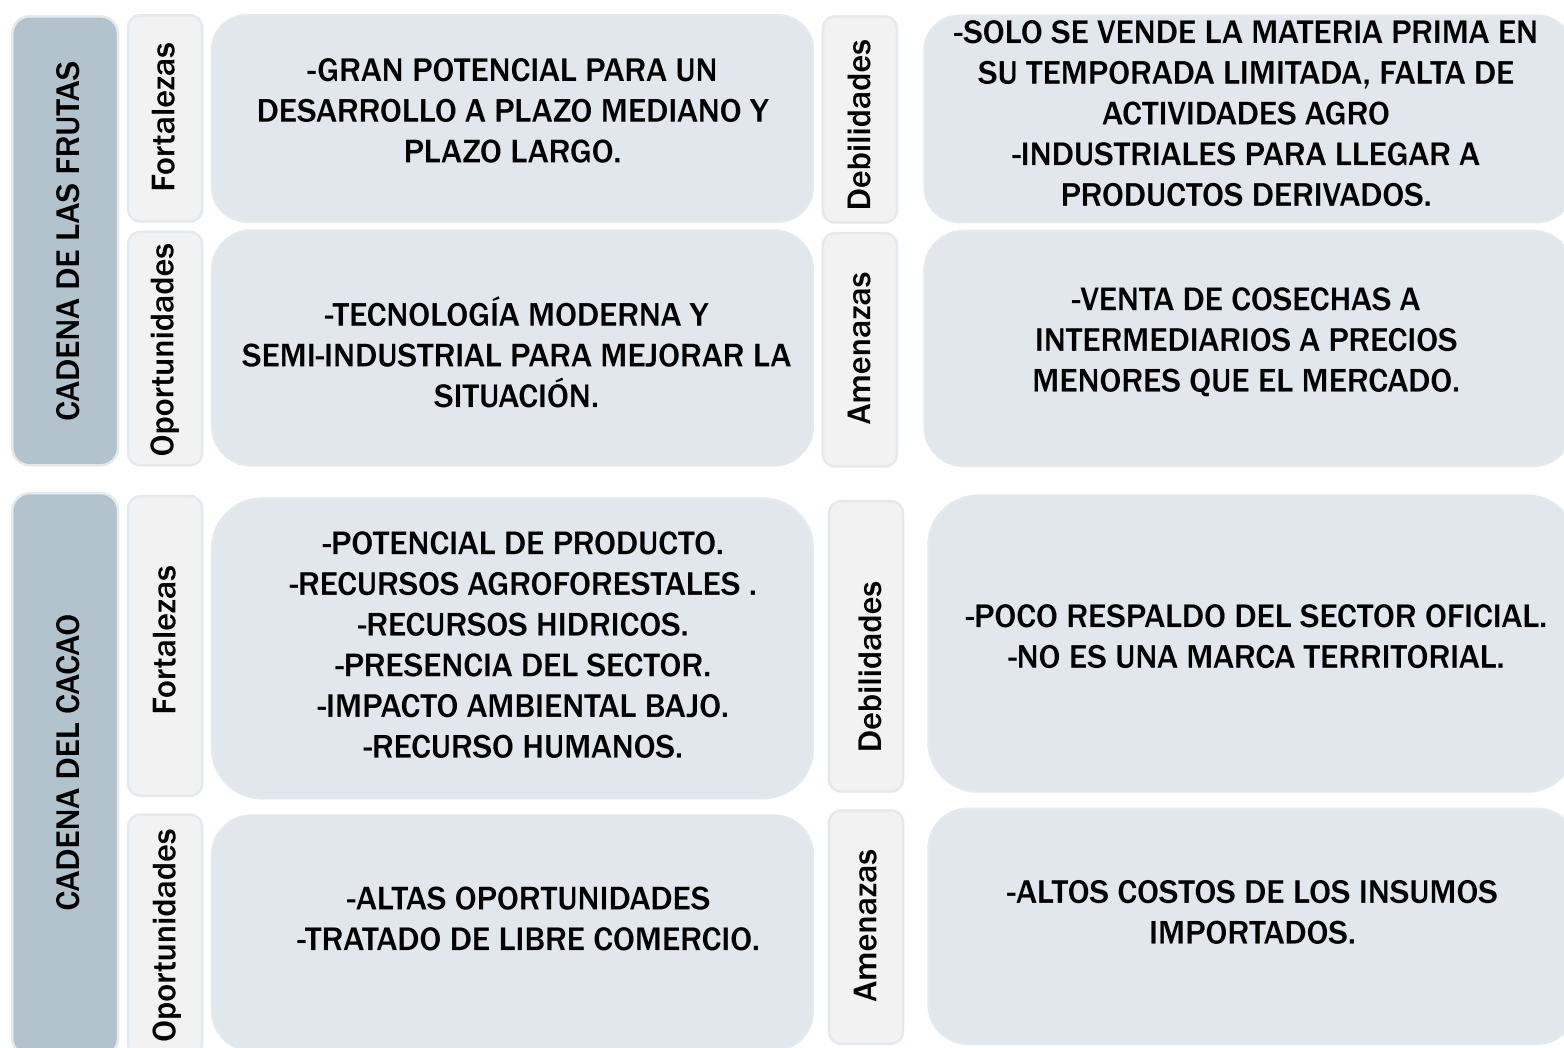 CADENA DE LAS FRUTAS
Fortalezas
-GRAN POTENCIAL PARA UN
DESARROLLO A PLAZO MEDIANO Y
PLAZO LARGO.
Debilidades
-SOLO SE VENDE LA MATERIA PRIMA EN
SU TEMPORADA LIMITADA, FALTA DE
ACTIVIDADES AGRO
-INDUSTRIALES PARA LLEGAR A
PRODUCTOS DERIVADOS.
Oportunidades
-TECNOLOGÍA MODERNA Y
SEMI-INDUSTRIAL PARA MEJORAR LA
SITUACIÓN.
Amenazas
-VENTA DE COSECHAS A
INTERMEDIARIOS A PRECIOS
MENORES QUE EL MERCADO.
CADENA DEL CACAO
Fortalezas
-POTENCIAL DE PRODUCTO.
-RECURSOS AGROFORESTALES .
-RECURSOS HIDRICOS.
-PRESENCIA DEL SECTOR.
-IMPACTO AMBIENTAL BAJO.
-RECURSO HUMANOS.
Debilidades
-POCO RESPALDO DEL SECTOR OFICIAL.
-NO ES UNA MARCA TERRITORIAL.
Oportunidades
-ALTAS OPORTUNIDADES
-TRATADO DE LIBRE COMERCIO.
Amenazas
-ALTOS COSTOS DE LOS INSUMOS
IMPORTADOS.